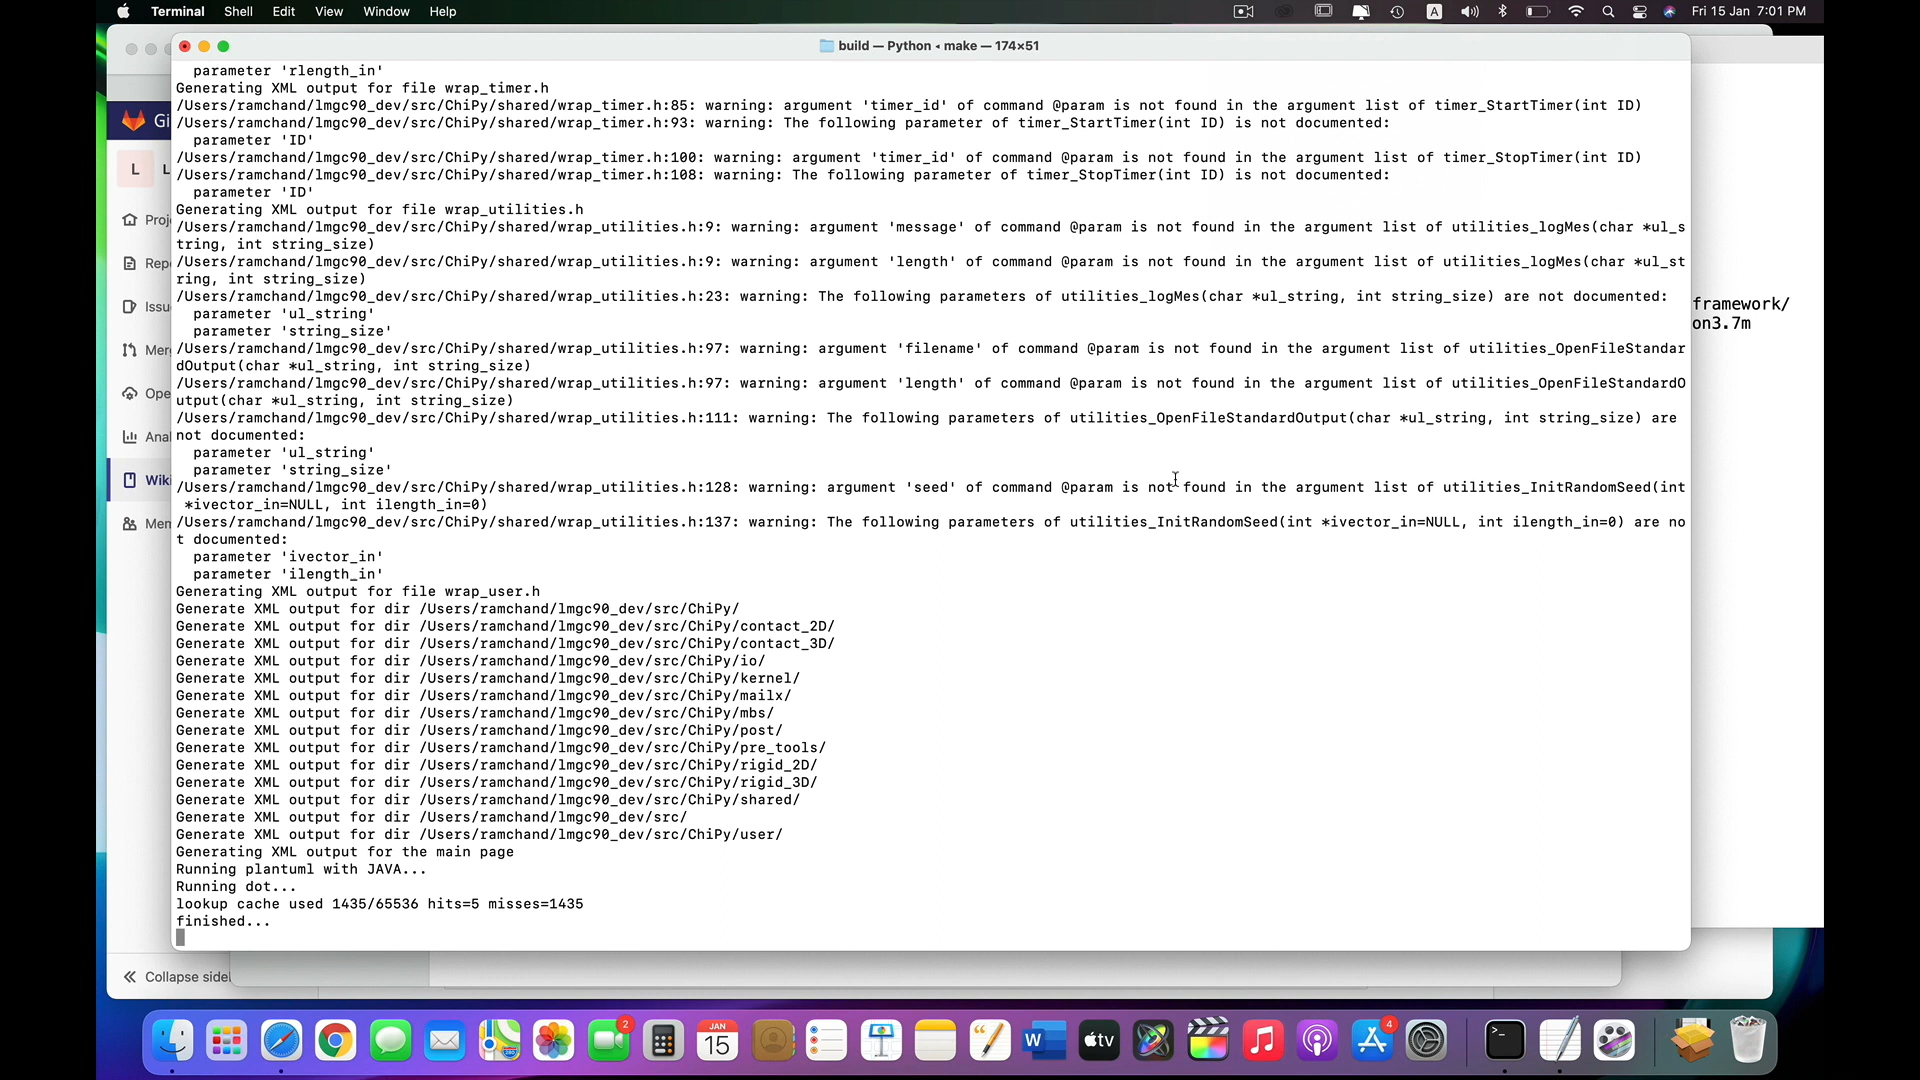 Terminal Shell Edit View Window Help
A
Fri 15 Jan 7:01 PM
build — Python ◂ make — 174×51
parameter 'rlength_in'
Generating XML output for file wrap_timer.h
/Users/ramchand/lmgc90_dev/src/ChiPy/shared/wrap_timer.h:85: warning: argument 'timer_id' of command @param is not found in the argument list of timer_StartTimer(int ID)
/Users/ramchand/lmgc90_dev/src/ChiPy/shared/wrap_timer.h:93: warning: The following parameter of timer_StartTimer(int ID) is not documented:
parameter 'ID'
/Users/ramchand/lmgc90_dev/src/ChiPy/shared/wrap_timer.h:100: warning: argument 'timer_id' of command @param is not found in the argument list of timer_StopTimer(int ID)
/Users/ramchand/lmgc90_dev/src/ChiPy/shared/wrap_timer.h:108: warning: The following parameter of timer_StopTimer(int ID) is not documented:
parameter 'ID'
Generating XML output for file wrap_utilities.h
/Users/ramchand/lmgc90_dev/src/ChiPy/shared/wrap_utilities.h:9: warning: argument 'message' of command @param is not found in the argument list of utilities_logMes(char *ul_s
tring, int string_size)
/Users/ramchand/lmgc90_dev/src/ChiPy/shared/wrap_utilities.h:9: warning: argument 'length' of command @param is not found in the argument list of utilities_logMes(char *ul_st
ring, int string_size)
/Users/ramchand/lmgc90_dev/src/ChiPy/shared/wrap_utilities.h:23: warning: The following parameters of utilities_logMes(char *ul_string, int string_size) are not documented:
parameter 'ul_string'
parameter 'string_size'
/Users/ramchand/lmgc90_dev/src/ChiPy/shared/wrap_utilities.h:97: warning: argument 'filename' of command @param is not found in the argument list of utilities_OpenFileStandar
dOutput(char *ul_string, int string_size)
/Users/ramchand/lmgc90_dev/src/ChiPy/shared/wrap_utilities.h:97: warning: argument 'length' of command @param is not found in the argument list of utilities_OpenFileStandardO
utput(char *ul_string, int string_size)
/Users/ramchand/lmgc90_dev/src/ChiPy/shared/wrap_utilities.h:111: warning: The following parameters of utilities_OpenFileStandardOutput(char *ul_string, int string_size) are
not documented:
parameter 'ul_string'
parameter 'string_size'
/Users/ramchand/lmgc90_dev/src/ChiPy/shared/wrap_utilities.h:128: warning: argument 'seed' of command @param is not found in the argument list of utilities_InitRandomSeed(int
*ivector_in=NULL, int ilength_in=0)
/Users/ramchand/lmgc90_dev/src/ChiPy/shared/wrap_utilities.h:137: warning: The following parameters of utilities_InitRandomSeed(int *ivector_in=NULL, int ilength_in=0) are no
t documented:
parameter 'ivector_in'
parameter 'ilength_in'
Generating XML output for file wrap_user.h
Generate XML output for dir /Users/ramchand/lmgc90_dev/src/ChiPy/
Generate XML output for dir /Users/ramchand/lmgc90_dev/src/ChiPy/contact_2D/
Generate XML output for dir /Users/ramchand/lmgc90_dev/src/ChiPy/contact_3D/
Generate XML output for dir /Users/ramchand/lmgc90_dev/src/ChiPy/io/
Generate XML output for dir /Users/ramchand/lmgc90_dev/src/ChiPy/kernel/
Generate XML output for dir /Users/ramchand/lmgc90_dev/src/ChiPy/mailx/
Generate XML output for dir /Users/ramchand/lmgc90_dev/src/ChiPy/mbs/
Generate XML output for dir /Users/ramchand/lmgc90_dev/src/ChiPy/post/
Generate XML output for dir /Users/ramchand/lmgc90_dev/src/ChiPy/pre_tools/
Generate XML output for dir /Users/ramchand/lmgc90_dev/src/ChiPy/rigid_2D/
Generate XML output for dir /Users/ramchand/lmgc90_dev/src/ChiPy/rigid_3D/
Generate XML output for dir /Users/ramchand/lmgc90_dev/src/ChiPy/shared/
Generate XML output for dir /Users/ramchand/lmgc90_dev/src/
Generate XML output for dir /Users/ramchand/lmgc90_dev/src/ChiPy/user/
Generating XML output for the main page
Running plantuml with JAVA...
Running dot...
lookup cache used 1435/65536 hits=5 misses=1435
finished...
Gi
L L
Proj
Rep
Issu
Mer
Ope
Anal
Wiki
Mem
Collapse side
framework/
on3.7m
2
JAN
15
W
tv
4
>_